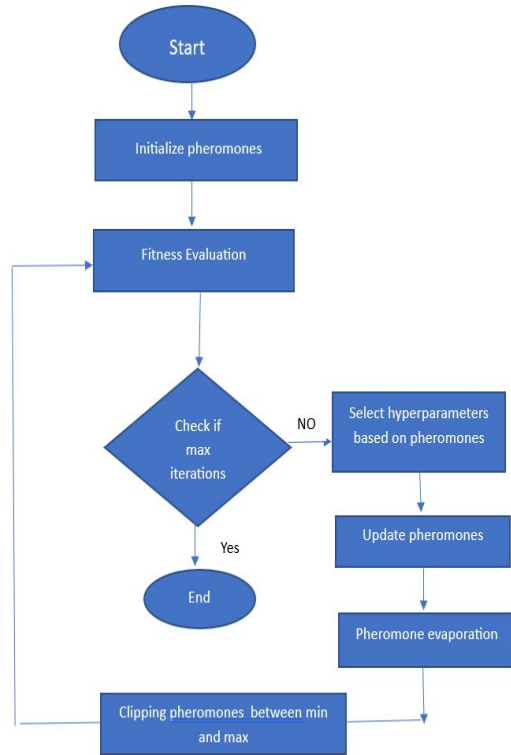 Start
Initialize pheromones
Fitness Evaluation
Check if
max
iterations
NO
Select hyperparameters
based on pheromones
Update pheromones
Yes
End
Pheromone evaporation
Clipping pheromones between min
and max